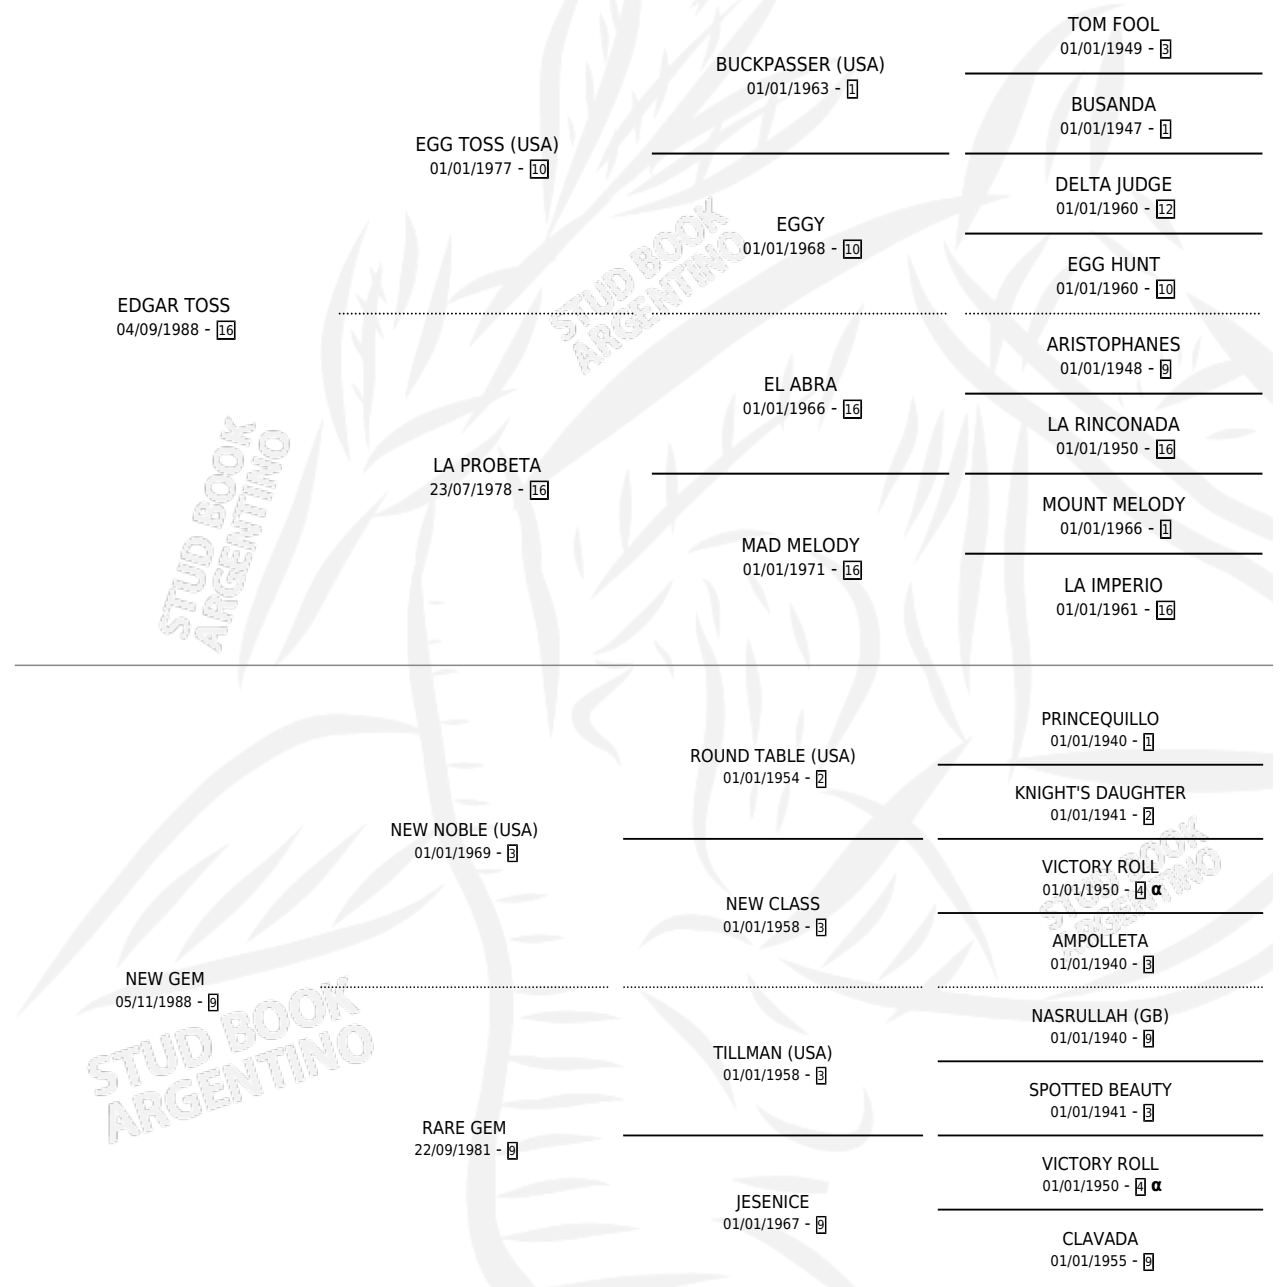 TOM FOOL
01/01/1949 - 3
BUCKPASSER (USA)
01/01/1963 - 1
BUSANDA
01/01/1947 - 1
EGG TOSS (USA)
01/01/1977 - 10
DELTA JUDGE
01/01/1960 - 12
EGGY
01/01/1968 - 10
EGG HUNT
01/01/1960 - 10
STUD BOOK
ARGENTINO
EDGAR TOSS
04/09/1988 - 16
ARISTOPHANES
01/01/1948 - 9
EL ABRA
01/01/1966 - 16
LA RINCONADA
01/01/1950 - 16
LA PROBETA
23/07/1978 - 16
MOUNT MELODY
01/01/1966 - 1
MAD MELODY
01/01/1971 - 16
LA IMPERIO
01/01/1961 - 16
STUD BOOK
ARGENTINO
PRINCEQUILLO
01/01/1940 - 1
ROUND TABLE (USA)
01/01/1954 - 2
KNIGHT'S DAUGHTER
01/01/1941 - 2
NEW NOBLE (USA)
01/01/1969 - 3
VICTORY ROLL
01/01/1950 - 4 α
NEW CLASS
01/01/1958 - 3
AMPOLLETA
01/01/1940 - 3
STUD BOOK
ARGENTINO
NEW GEM
05/11/1988 - 9
NASRULLAH (GB)
01/01/1940 - 9
TILLMAN (USA)
01/01/1958 - 3
SPOTTED BEAUTY
01/01/1941 - 3
STUD BOOK
ARGENTINO
RARE GEM
22/09/1981 - 9
VICTORY ROLL
01/01/1950 - 4 α
JESENICE
01/01/1967 - 9
CLAVADA
01/01/1955 - 9